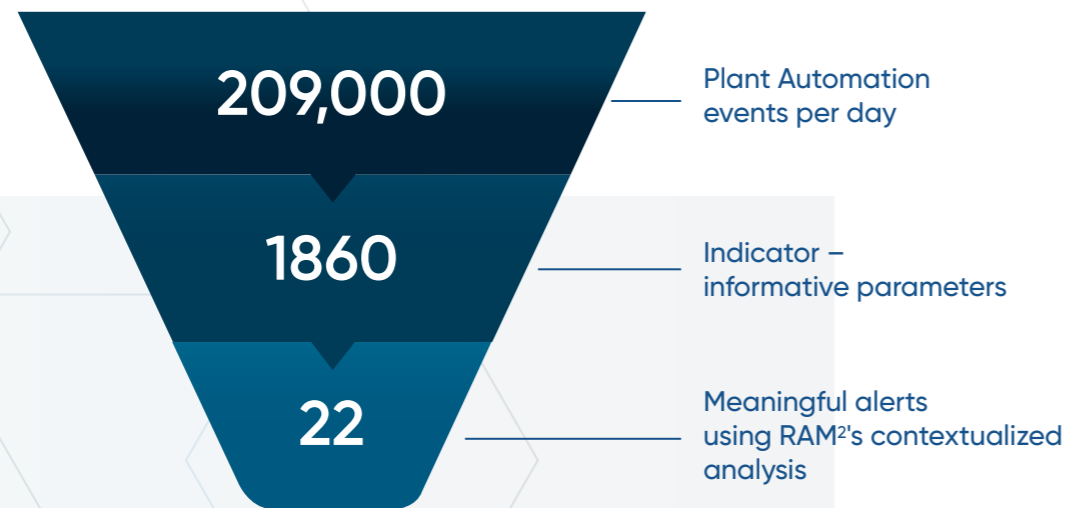 209,000
Plant Automation
events per day
1860
Indicator –
informative parameters
22
Meaningful alerts
using RAM²'s contextualized
analysis